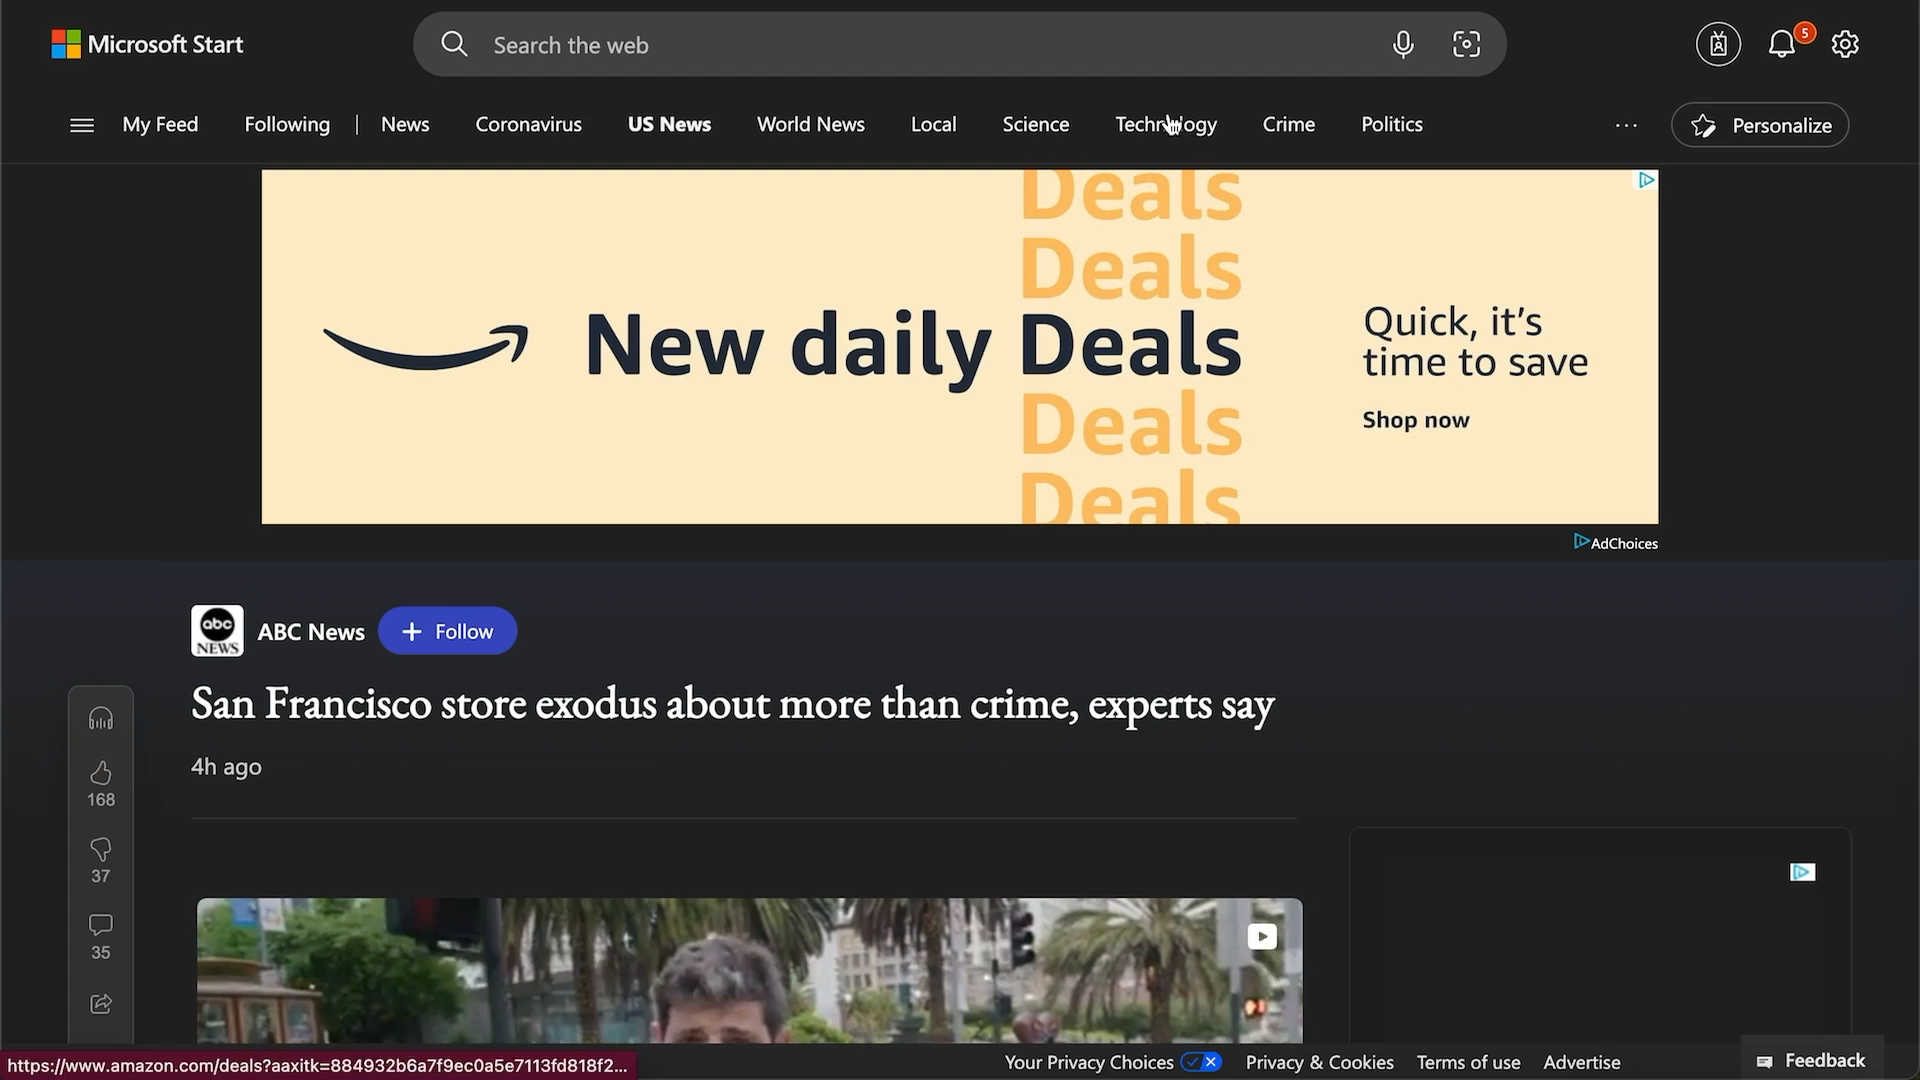 Microsoft Start
Search the web
5
My Feed
Following
News
Coronavirus
US News
World News
Local
Science
Technology
Crime
Politics
...
Personalize
Deals
Deals
New daily Deals
Deals
Deals
Quick, it's
time to save
Shop now
AdChoices
abc
NEWS
ABC News
+ Follow
San Francisco store exodus about more than crime, experts say
4h ago
168
37
35
https://www.amazon.com/deals?aaxitk=884932b6a7f9ec0a5e7113fd818f2...
Your Privacy Choices
Privacy & Cookies
Terms of use
Advertise
Feedback